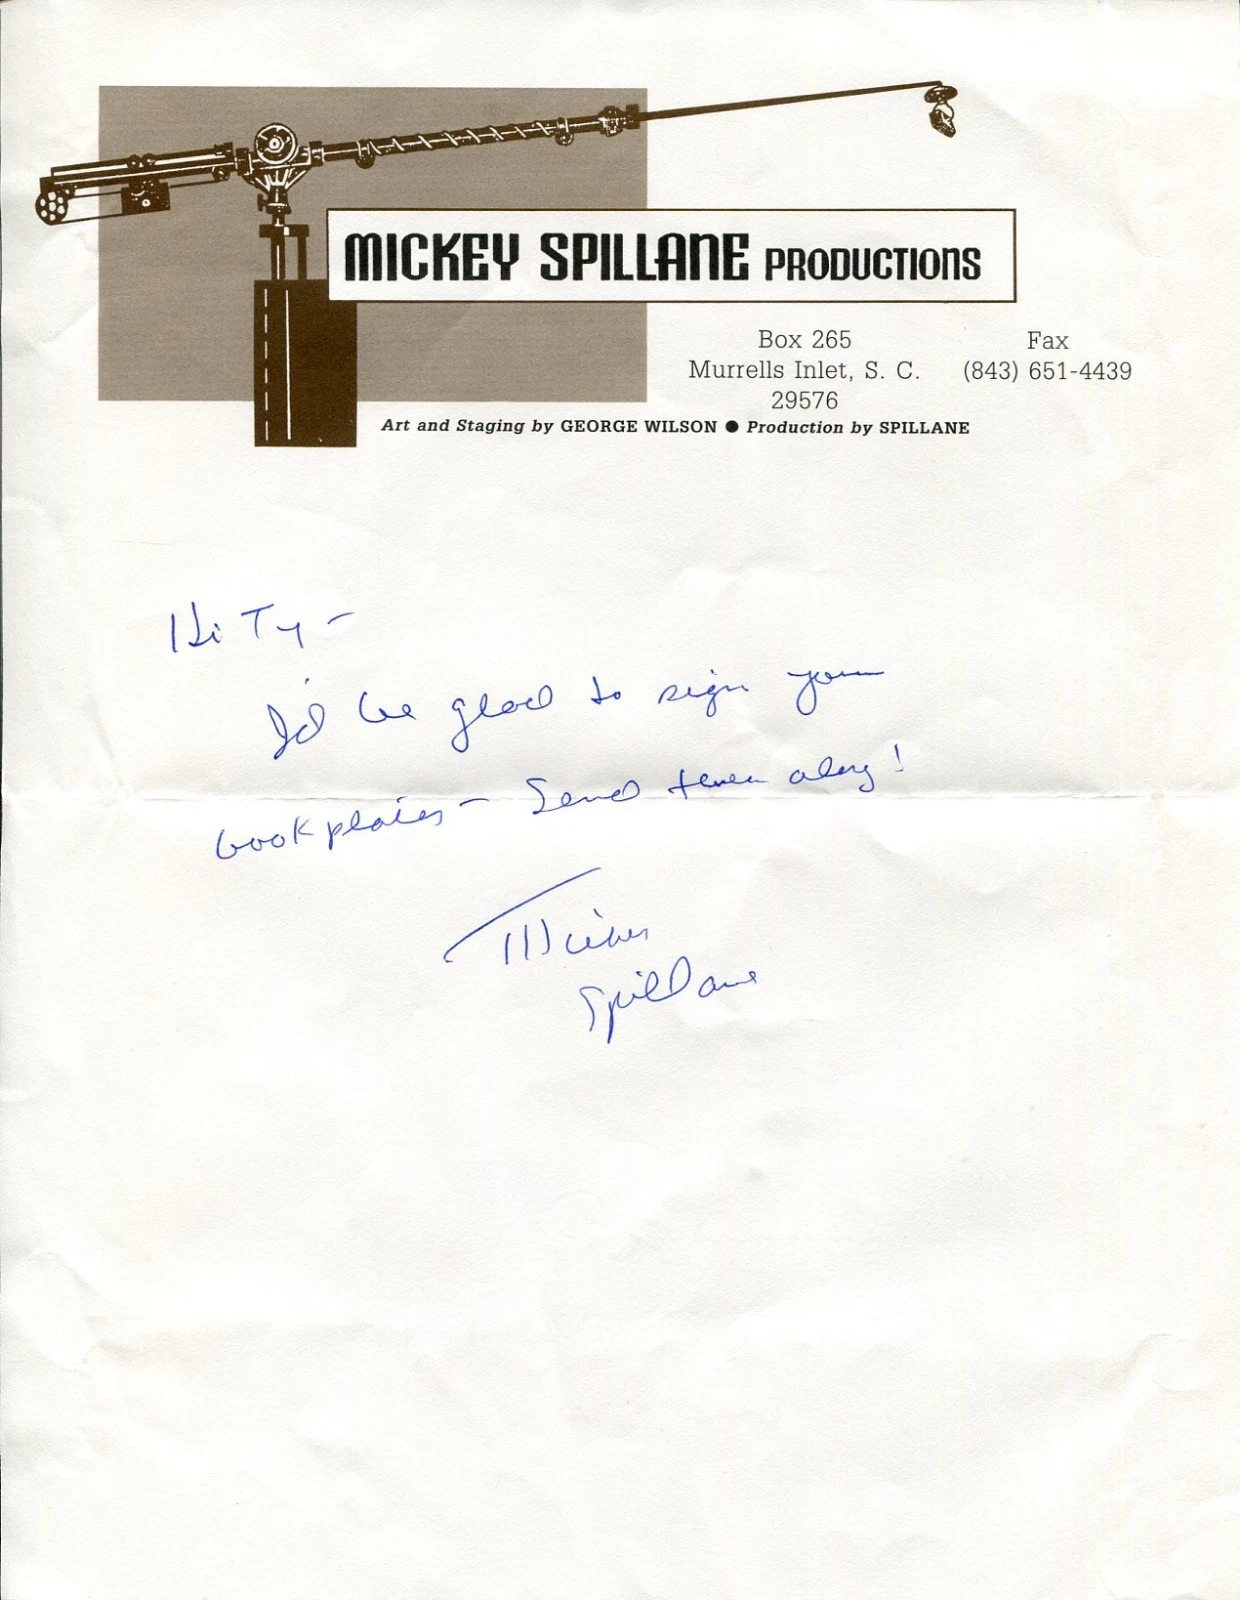 MICKEY SPILLANE PRODUCTIONS
Box 265
Murrells Inlet, S. C.
29576
Fax
(843) 651-4439
Art and Staging by GEORGE WILSON ● Production by SPILLANE
Hi Ty -
I'd be glad to sign your
bookplates - Send them along!
Mickey
Spillane